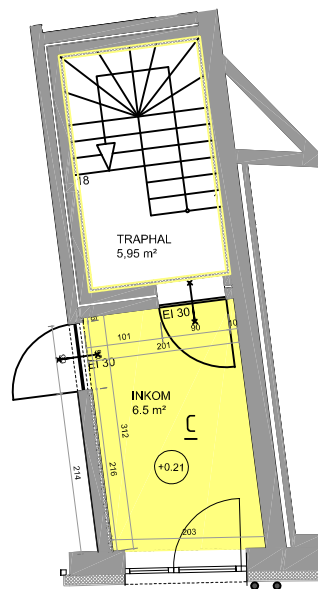 18
TRAPHAL
5,95 m²
EI 30
90
10
101
201
EI 30
INKOM
6.5 m²
312
C
216
214
+0.21
203